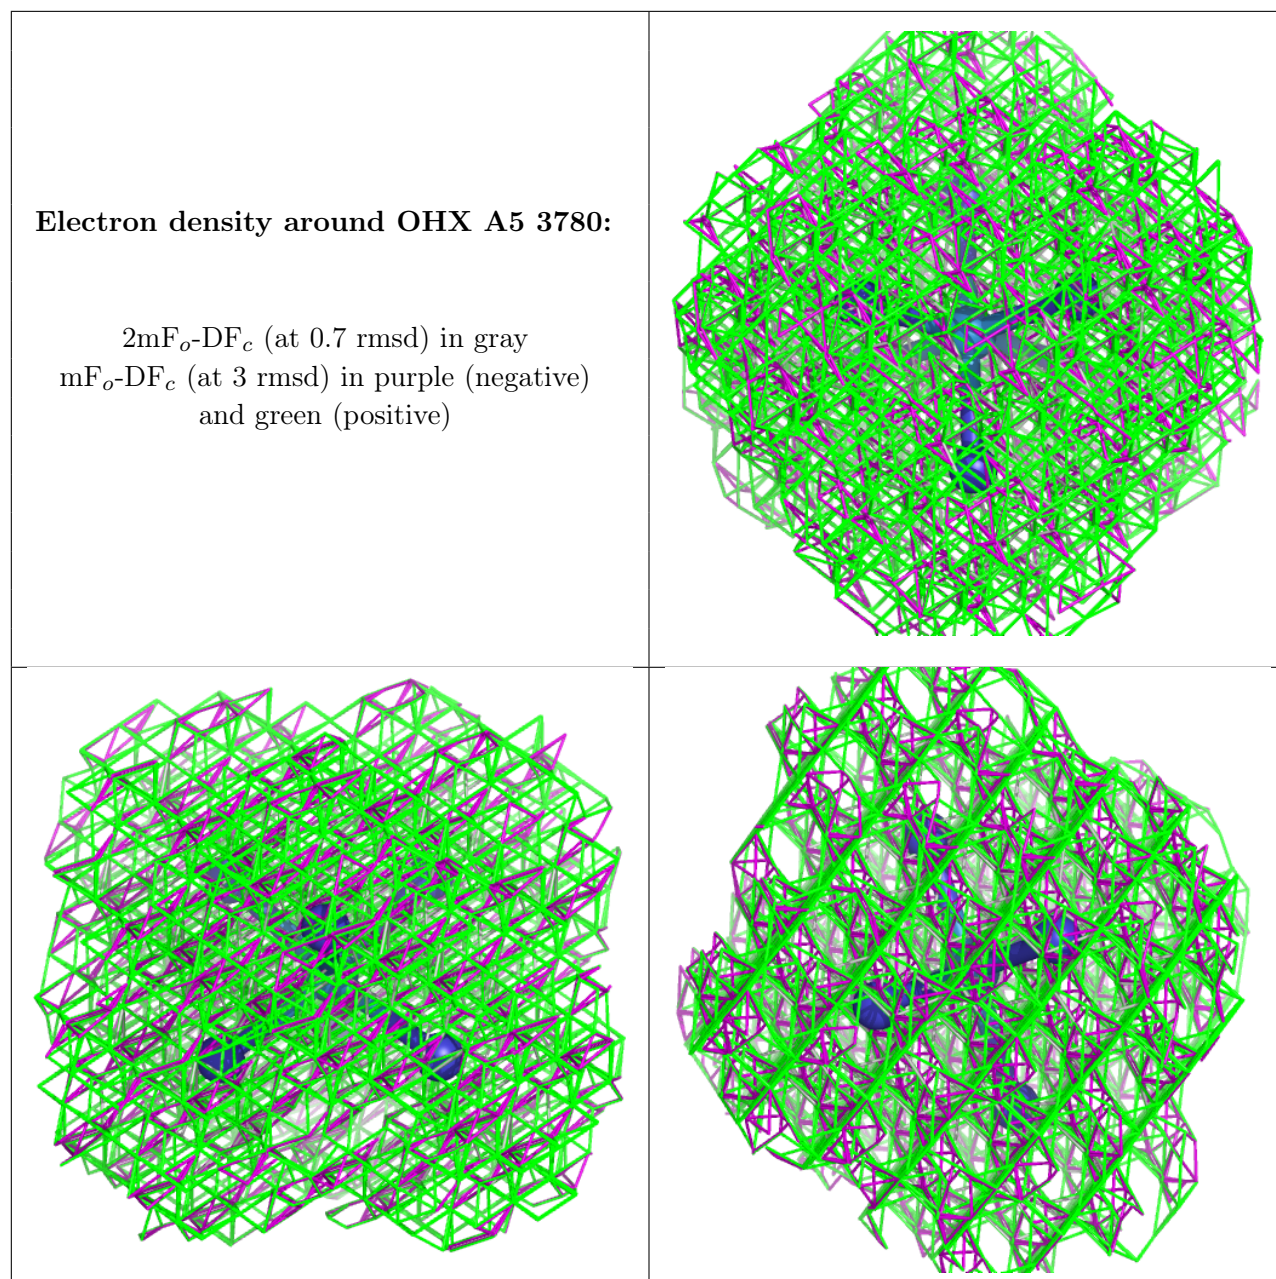 Electron density around OHX A5 3780:
2mFo-DFc (at 0.7 rmsd) in gray
mFo-DFc (at 3 rmsd) in purple (negative)
and green (positive)